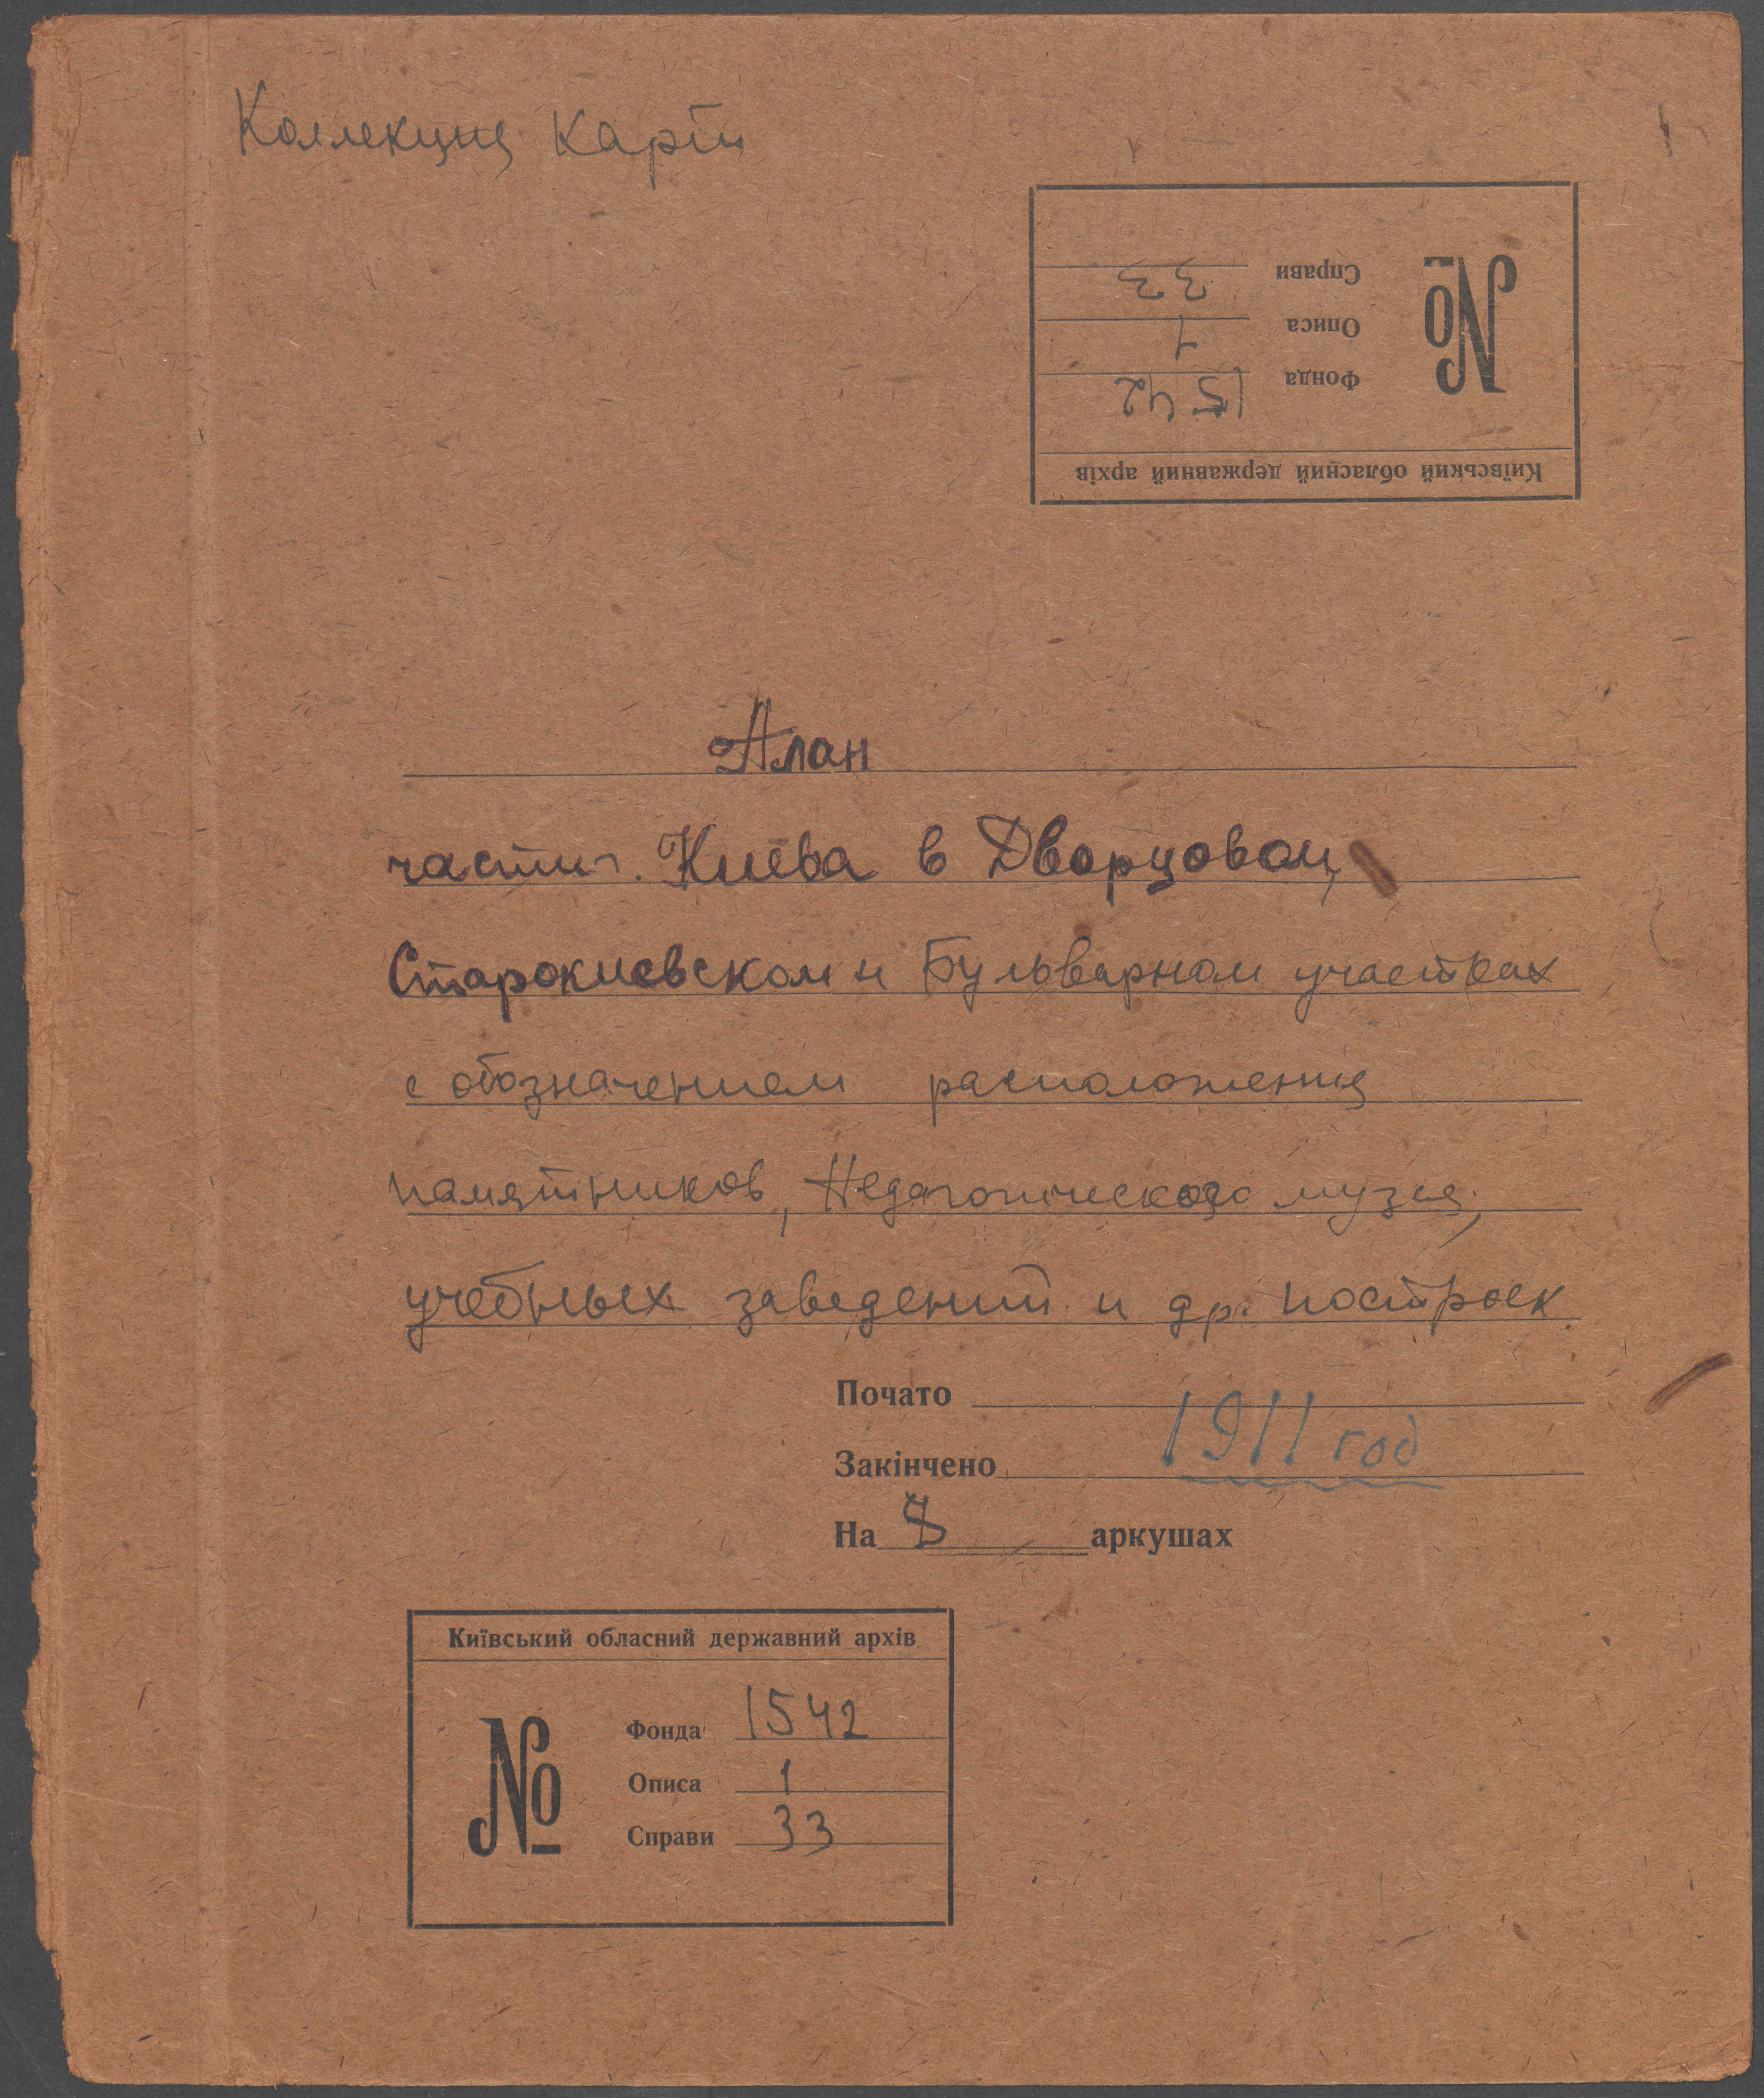 Коллекция карт
Справи 33
Описа 1
Фонда 1542
№
Київський обласний державний архів
План
части г. Киева в Дворцовом,
Старокиевском и Бульварном участках
с обозначением расположения
памятников, Педагогического музея,
учебных заведений и др. построек.
Почато
1911 год
Закінчено
На аркушах
Київський обласний державний архів
№
Фонда 1542
Описа 1
Справи 33